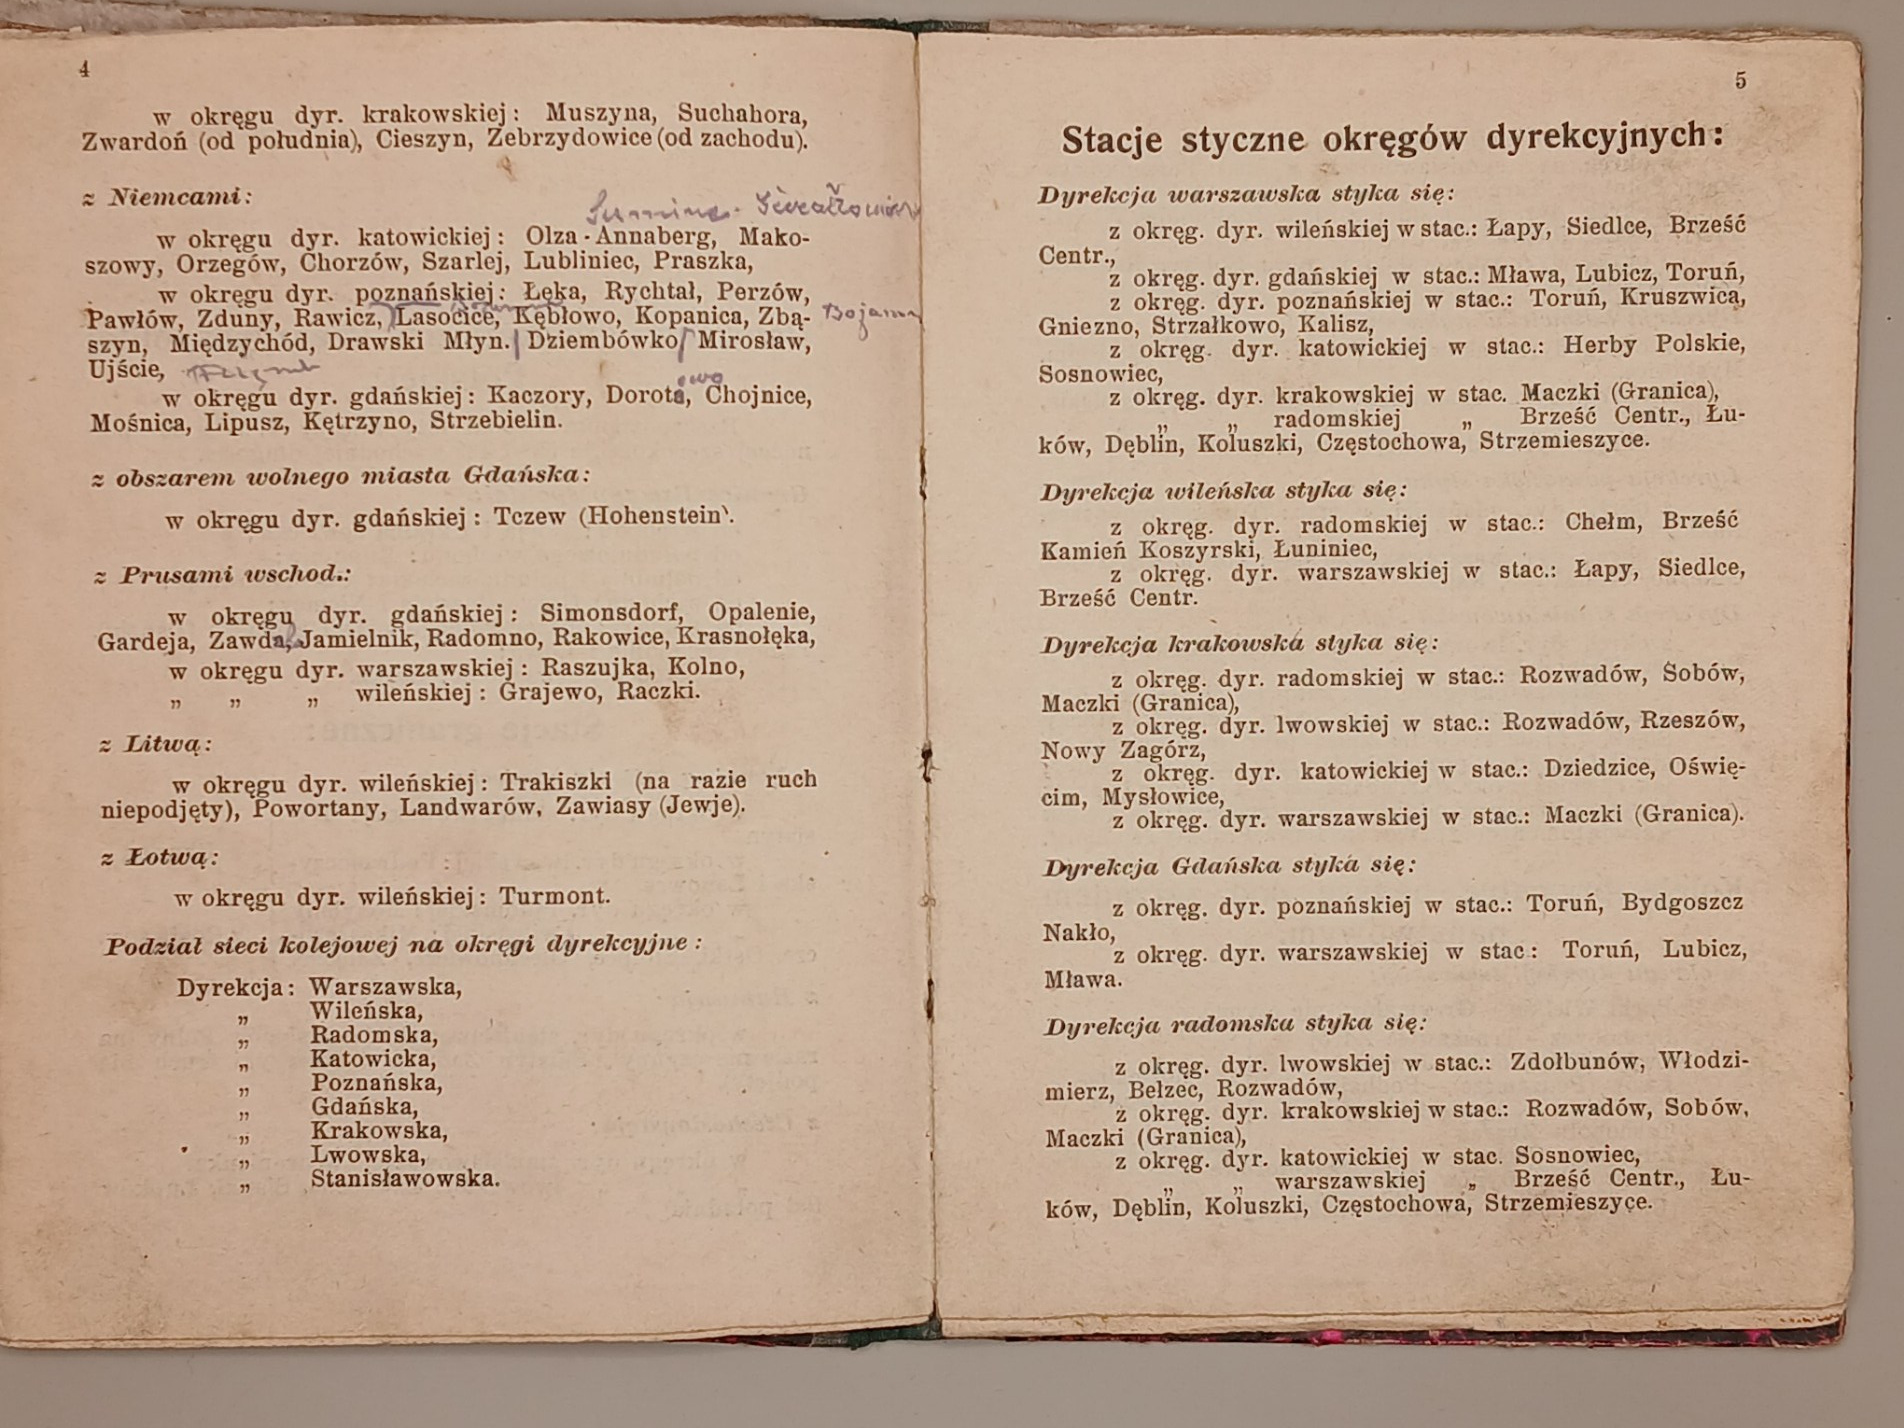 4
w okręgu dyr. krakowskiej: Muszyna, Suchahora,
Zwardoń (od południa), Cieszyn, Zebrzydowice (od zachodu).
z Niemcami:
w okręgu dyr. katowickiej: Olza-Annaberg, Mako-
szowy, Orzegów, Chorzów, Szarlej, Lubliniec, Praszka,
w okręgu dyr. poznańskiej: Łęka, Rychtał, Perzów,
Pawłów, Zduny, Rawicz, Lasocice, Kębłowo, Kopanica, Zbą-
szyn, Międzychód, Drawski Młyn. Dziembówko Mirosław,
Ujście,
w okręgu dyr. gdańskiej: Kaczory, Dorota, Chojnice,
owo
Mośnica, Lipusz, Kętrzyno, Strzebielin.
z obszarem wolnego miasta Gdańska:
w okręgu dyr. gdańskiej: Tczew (Hohenstein).
z Prusami wschod.:
w okręgu dyr. gdańskiej: Simonsdorf, Opalenie,
Gardeja, Zawda, Jamielnik, Radomno, Rakowice, Krasnołęka,
w okręgu dyr. warszawskiej: Raszujka, Kolno,
„ „ „ wileńskiej: Grajewo, Raczki.
z Litwą:
w okręgu dyr. wileńskiej: Trakiszki (na razie ruch
niepodjęty), Powortany, Landwarów, Zawiasy (Jewje).
z Łotwą:
w okręgu dyr. wileńskiej: Turmont.
Podział sieci kolejowej na okręgi dyrekcyjne:
Dyrekcja: Warszawska,
„ Wileńska,
„ Radomska,
„ Katowicka,
„ Poznańska,
„ Gdańska,
„ Krakowska,
„ Lwowska,
„ Stanisławowska.
5
Stacje styczne okręgów dyrekcyjnych:
Dyrekcja warszawska styka się:
z okręg. dyr. wileńskiej w stac.: Łapy, Siedlce, Brześć
Centr.,
z okręg. dyr. gdańskiej w stac.: Mława, Lubicz, Toruń,
z okręg. dyr. poznańskiej w stac.: Toruń, Kruszwica,
Gniezno, Strzałkowo, Kalisz,
z okręg. dyr. katowickiej w stac.: Herby Polskie,
Sosnowiec,
z okręg. dyr. krakowskiej w stac. Maczki (Granica),
„ „ radomskiej „ Brześć Centr., Łu-
ków, Dęblin, Koluszki, Częstochowa, Strzemieszyce.
Dyrekcja wileńska styka się:
z okręg. dyr. radomskiej w stac.: Chełm, Brześć
Kamień Koszyrski, Łuniniec,
z okręg. dyr. warszawskiej w stac.: Łapy, Siedlce,
Brześć Centr.
Dyrekcja krakowska styka się:
z okręg. dyr. radomskiej w stac.: Rozwadów, Sobów,
Maczki (Granica),
z okręg. dyr. lwowskiej w stac.: Rozwadów, Rzeszów,
Nowy Zagórz,
z okręg. dyr. katowickiej w stac.: Dziedzice, Oświę-
cim, Mysłowice,
z okręg. dyr. warszawskiej w stac.: Maczki (Granica).
Dyrekcja Gdańska styka się:
z okręg. dyr. poznańskiej w stac.: Toruń, Bydgoszcz
Nakło,
z okręg. dyr. warszawskiej w stac: Toruń, Lubicz,
Mława.
Dyrekcja radomska styka się:
z okręg. dyr. lwowskiej w stac.: Zdołbunów, Włodzi-
mierz, Bełzec, Rozwadów,
z okręg. dyr. krakowskiej w stac.: Rozwadów, Sobów,
Maczki (Granica),
z okręg. dyr. katowickiej w stac. Sosnowiec,
„ „ warszawskiej „ Brześć Centr., Łu-
ków, Dęblin, Koluszki, Częstochowa, Strzemieszyce.